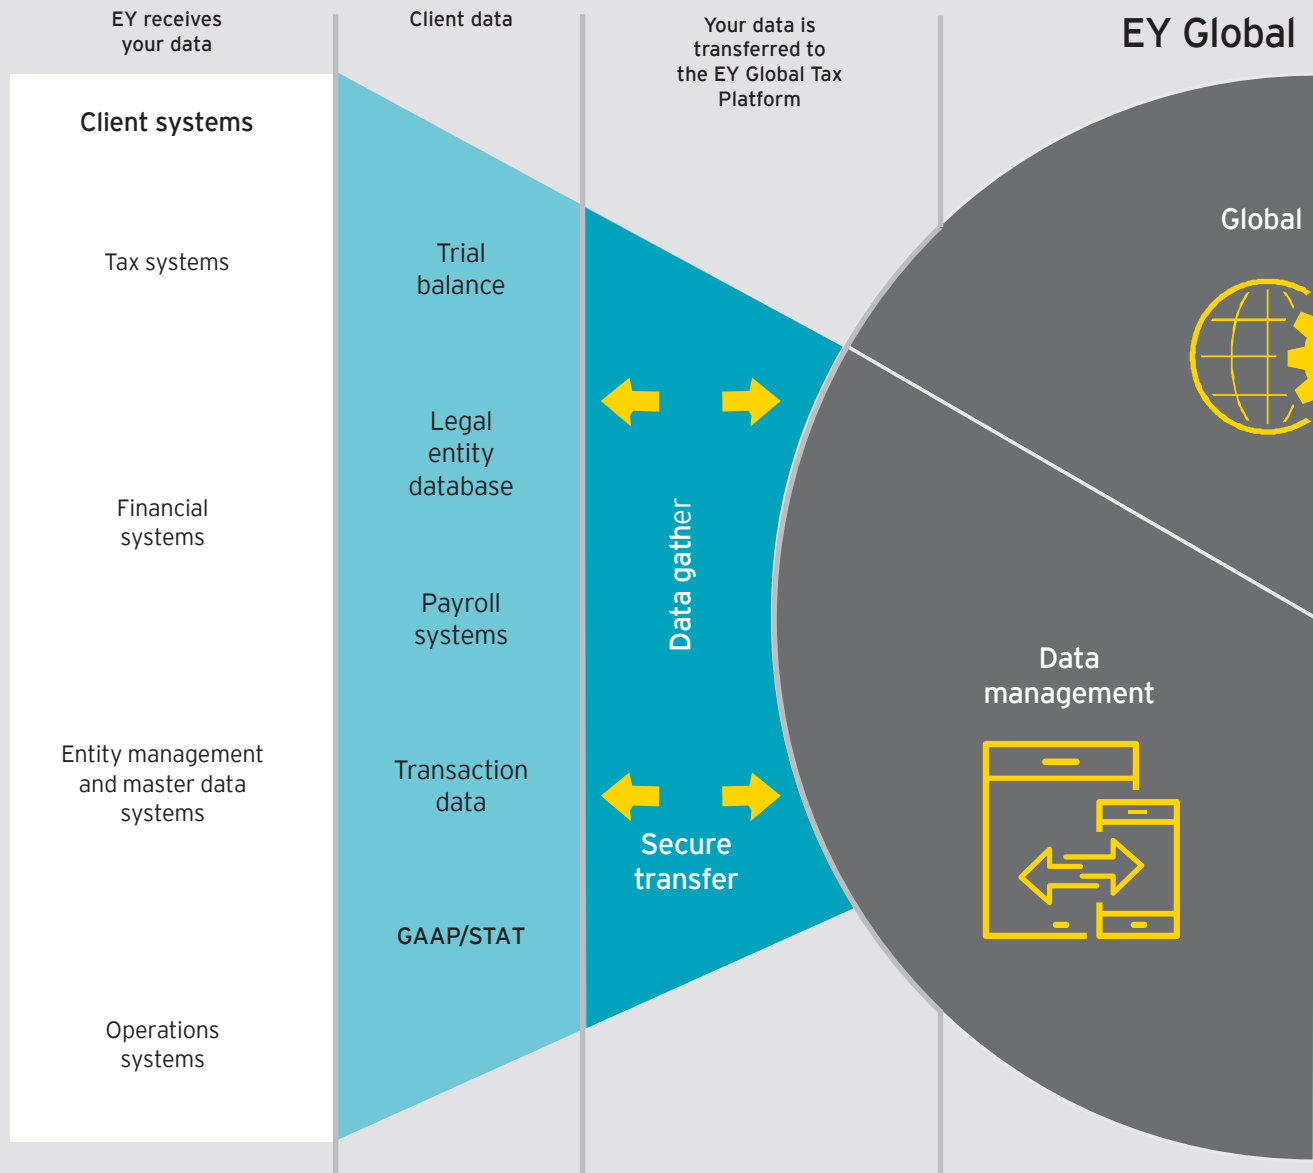 EY receives
your data
Client systems
Tax systems
Financial
systems
Entity management
and master data
systems
Operations
systems
Client data
Trial
balance
Legal
entity
database
Payroll
systems
Transaction
data
GAAP/STAT
Your data is
transferred to
the EY Global Tax
Platform
Data gather
Secure
transfer
EY Global
Global
Data
management